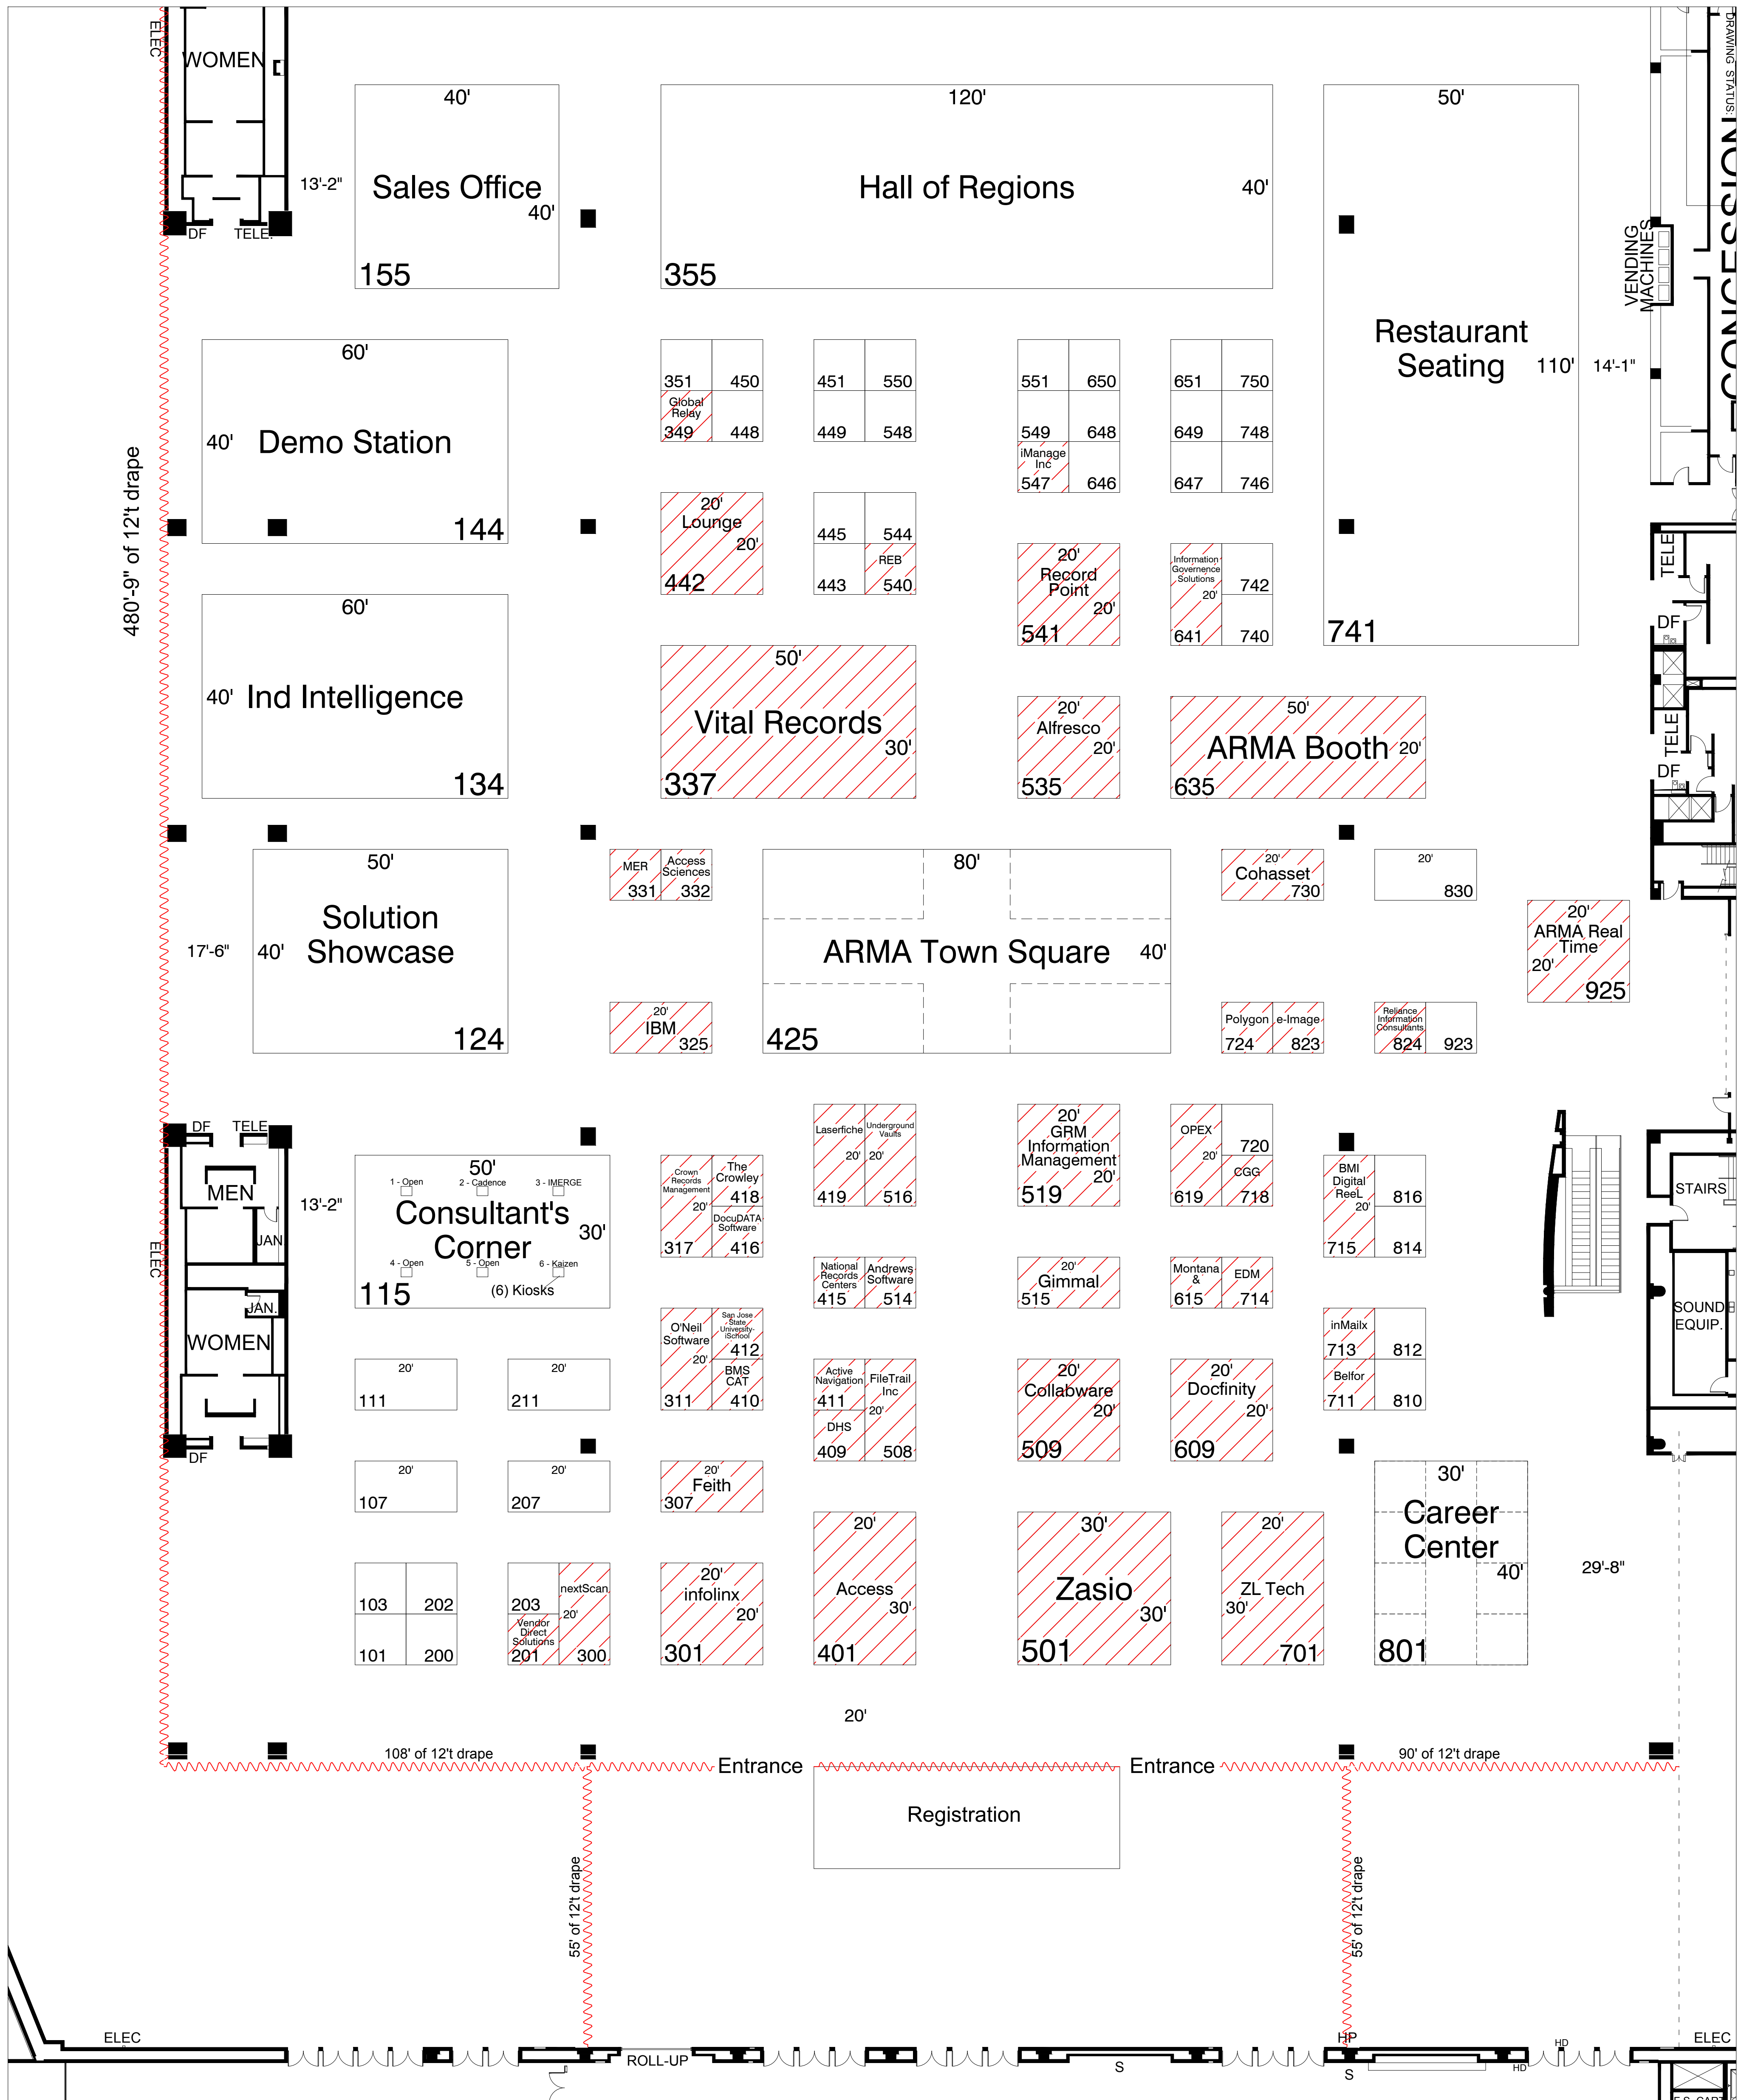 ELEC
WOMEN
DF
TELE.
13'-2"
40'
Sales Office
40'
155
120'
Hall of Regions
40'
355
50'
Restaurant
Seating
110'
741
14'-1"
VENDING
MACHINES
DRAWING STATUS:
CONCESSION
480'-9" of 12't drape
60'
40'
Demo Station
144
351
450
Global
Relay
349
448
451
550
449
548
551
650
549
648
iManage
Inc
547
646
651
750
649
748
647
746
20'
Lounge
20'
442
445
544
443
REB
540
20'
Record
Point
20'
541
Information
Governence
Solutions
20'
641
742
740
TELE
DF
60'
40'
Ind Intelligence
134
50'
Vital Records
30'
337
20'
Alfresco
20'
535
50'
ARMA Booth
20'
635
TELE
DF
50'
Solution
Showcase
17'-6"
40'
124
MER
331
Access
Sciences
332
80'
ARMA Town Square
40'
425
20'
Cohasset
730
20'
830
20'
ARMA Real
Time
20'
925
20'
IBM
325
Polygon
724
e-Image
823
Reliance
Information
Consultants
824
923
DF
TELE
MEN
JAN
13'-2"
ELEC
JAN.
WOMEN
DF
50'
1 - Open
2 - Cadence
3 - IMERGE
Consultant's
Corner
30'
4 - Open
5 - Open
6 - Kaizen
(6) Kiosks
115
Crown
Records
Management
20'
317
The
Crowley
418
DocuDATA
Software
416
Laserfiche
20'
419
Underground
Vaults
20'
516
20'
GRM
Information
Management
20'
519
OPEX
20'
619
720
CGG
718
BMI
Digital
ReeL
20'
715
816
814
STAIRS
National
Records
Centers
415
Andrews
Software
514
20'
Gimmal
515
Montana
&
615
EDM
714
SOUND
EQUIP.
O'Neil
Software
20'
311
San Jose
State
University-
iSchool
412
BMS
CAT
410
inMailx
713
812
Belfor
711
810
20'
111
20'
211
Active
Navigation
411
FileTrail
Inc
20'
508
DHS
409
20'
Collabware
20'
509
20'
Docfinity
20'
609
20'
107
20'
207
20'
Feith
307
30'
Career
Center
40'
801
29'-8"
103
202
101
200
203
Vendor
Direct
Solutions
201
nextScan
20'
300
20'
infolinx
20'
301
20'
Access
30'
401
30'
Zasio
30'
501
20'
ZL Tech
30'
701
20'
108' of 12't drape
Entrance
Entrance
90' of 12't drape
Registration
55' of 12't drape
55' of 12't drape
ELEC
ROLL-UP
S
HP
S
HD
HD
ELEC